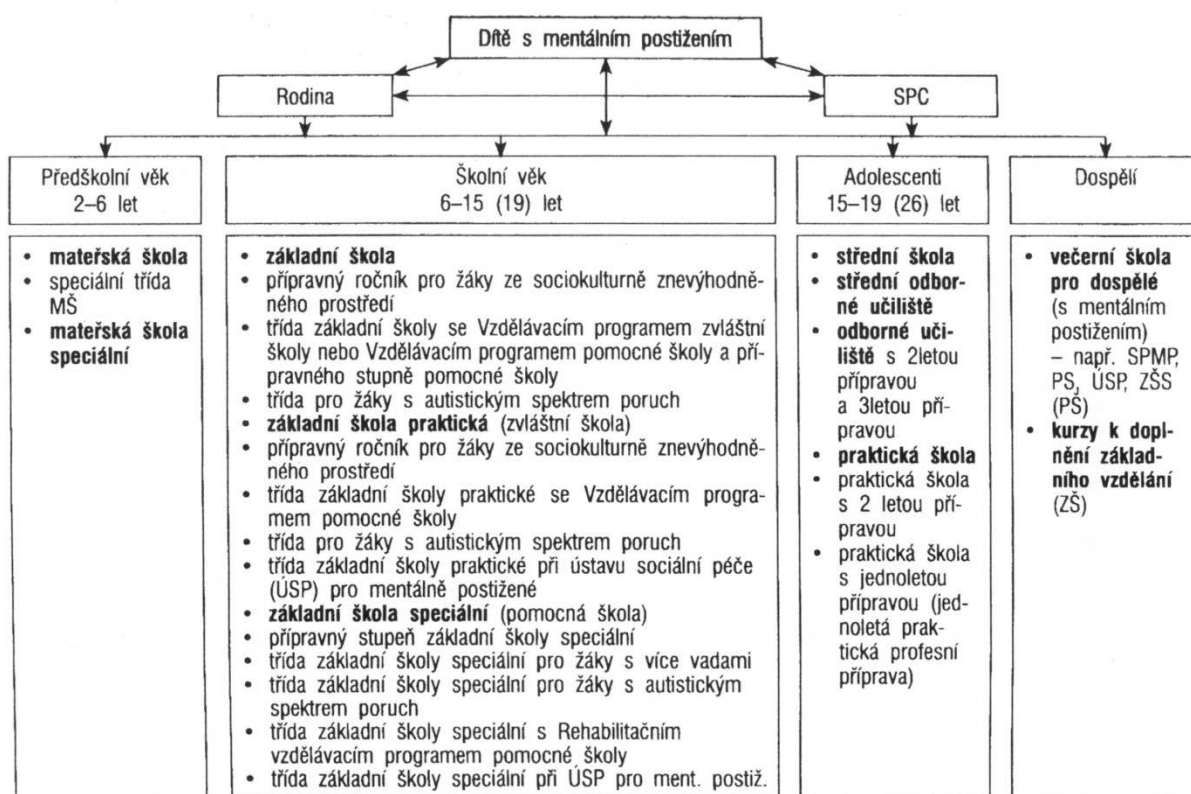 Dítě s mentálním postižením
Rodina
SPC
Předškolní věk
2–6 let
Školní věk
6–15 (19) let
Adolescenti
15–19 (26) let
Dospělí
• mateřská škola
• speciální třída
MŠ
• mateřská škola
speciální
• základní škola
• přípravný ročník pro žáky ze sociokulturně znevýhodně-
ného prostředí
• třída základní školy se Vzdělávacím programem zvláštní
školy nebo Vzdělávacím programem pomocné školy a pří-
pravného stupně pomocné školy
• třída pro žáky s autistickým spektrem poruch
• základní škola praktická (zvláštní škola)
• přípravný ročník pro žáky ze sociokulturně znevýhodně-
ného prostředí
• třída základní školy praktické se Vzdělávacím progra-
mem pomocné školy
• třída pro žáky s autistickým spektrem poruch
• třída základní školy praktické při ústavu sociální péče
(ÚSP) pro mentálně postižené
• základní škola speciální (pomocná škola)
• přípravný stupeň základní školy speciální
• třída základní školy speciální pro žáky s více vadami
• třída základní školy speciální pro žáky s autistickým
spektrem poruch
• třída základní školy speciální s Rehabilitačním
vzdělávacím programem pomocné školy
• třída základní školy speciální při ÚSP pro ment. postiž.
• střední škola
• střední odbor-
né učiliště
• odborné uči-
liště s 2letou
přípravou
a 3letou pří-
pravou
• praktická škola
• praktická škola
s 2 letou pří-
pravou
• praktická škola
s jednoletou
přípravou (jed-
noletá prak-
tická profesní
příprava)
• večerní škola
pro dospělé
(s mentálním
postižením)
– např. SPMP,
PS, ÚSP, ZŠS
(PŠ)
• kurzy k dopl-
nění základ-
ního vzdělání
(ZŠ)